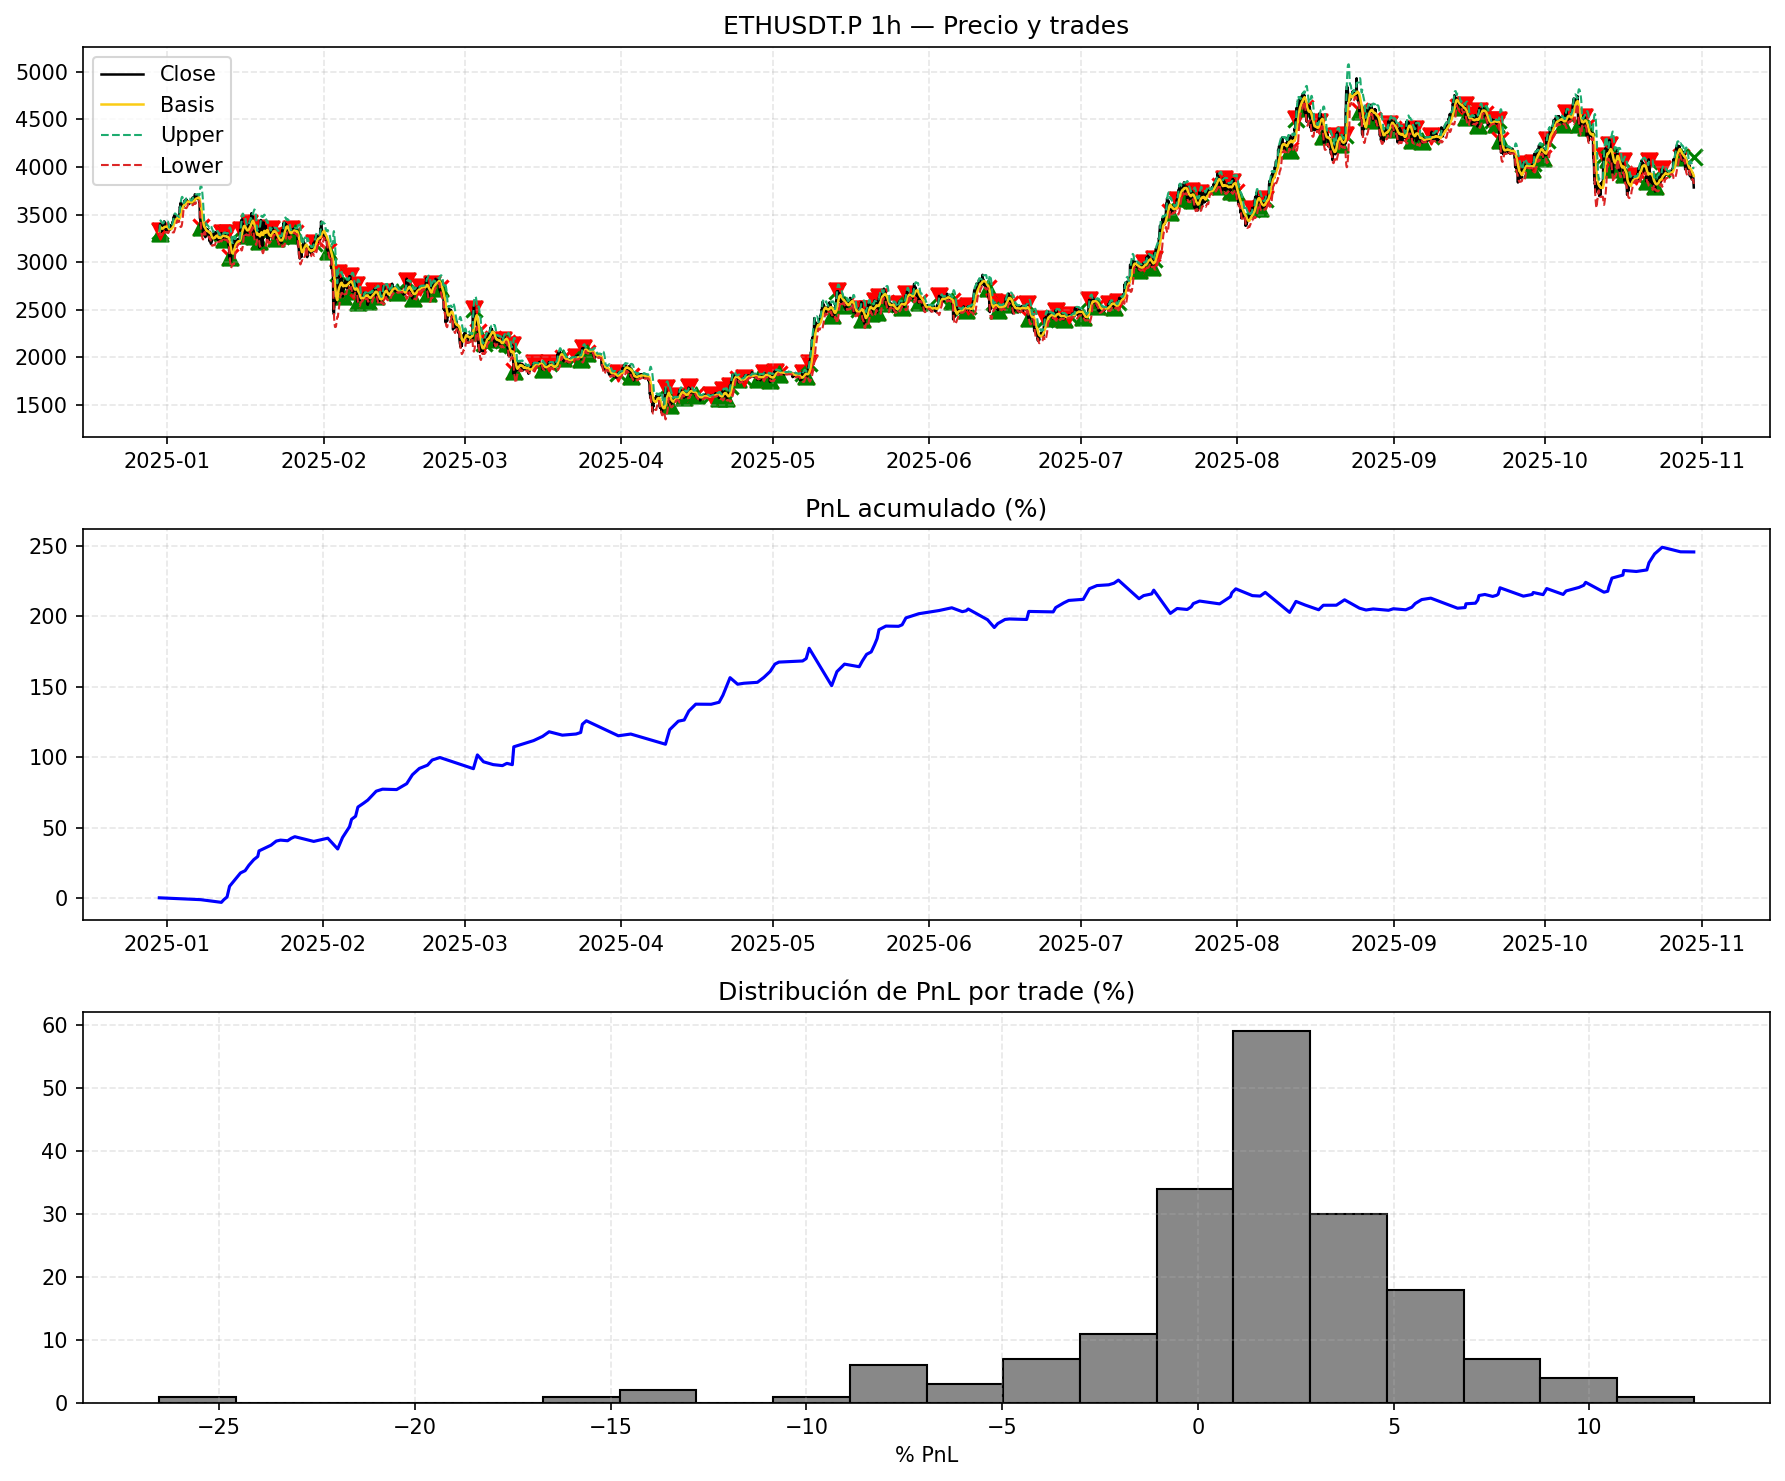 ETHUSDT.P 1h — Precio y trades
Close
Basis
Upper
Lower
5000
4500
4000
3500
3000
2500
2000
1500
2025-01 2025-02 2025-03 2025-04 2025-05 2025-06 2025-07 2025-08 2025-09 2025-10 2025-11
PnL acumulado (%)
250
200
150
100
50
0
2025-01 2025-02 2025-03 2025-04 2025-05 2025-06 2025-07 2025-08 2025-09 2025-10 2025-11
Distribución de PnL por trade (%)
60
50
40
30
20
10
0
−25 −20 −15 −10 −5 0 5 10
% PnL